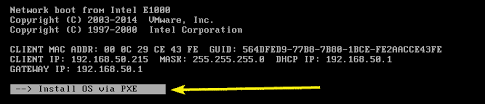 Network boot from Intel E1000
Copyright (C) 2003-2014  VMware, Inc.
Copyright (C) 1997-2000  Intel Corporation
CLIENT MAC ADDR: 00 0C 29 CE 43 FE  GUID: 564DFED9-77B8-7B80-1BCE-FE2AACCE43FE
CLIENT IP: 192.168.50.215  MASK: 255.255.255.0  DHCP IP: 192.168.50.1
GATEWAY IP: 192.168.50.1
--> Install OS via PXE